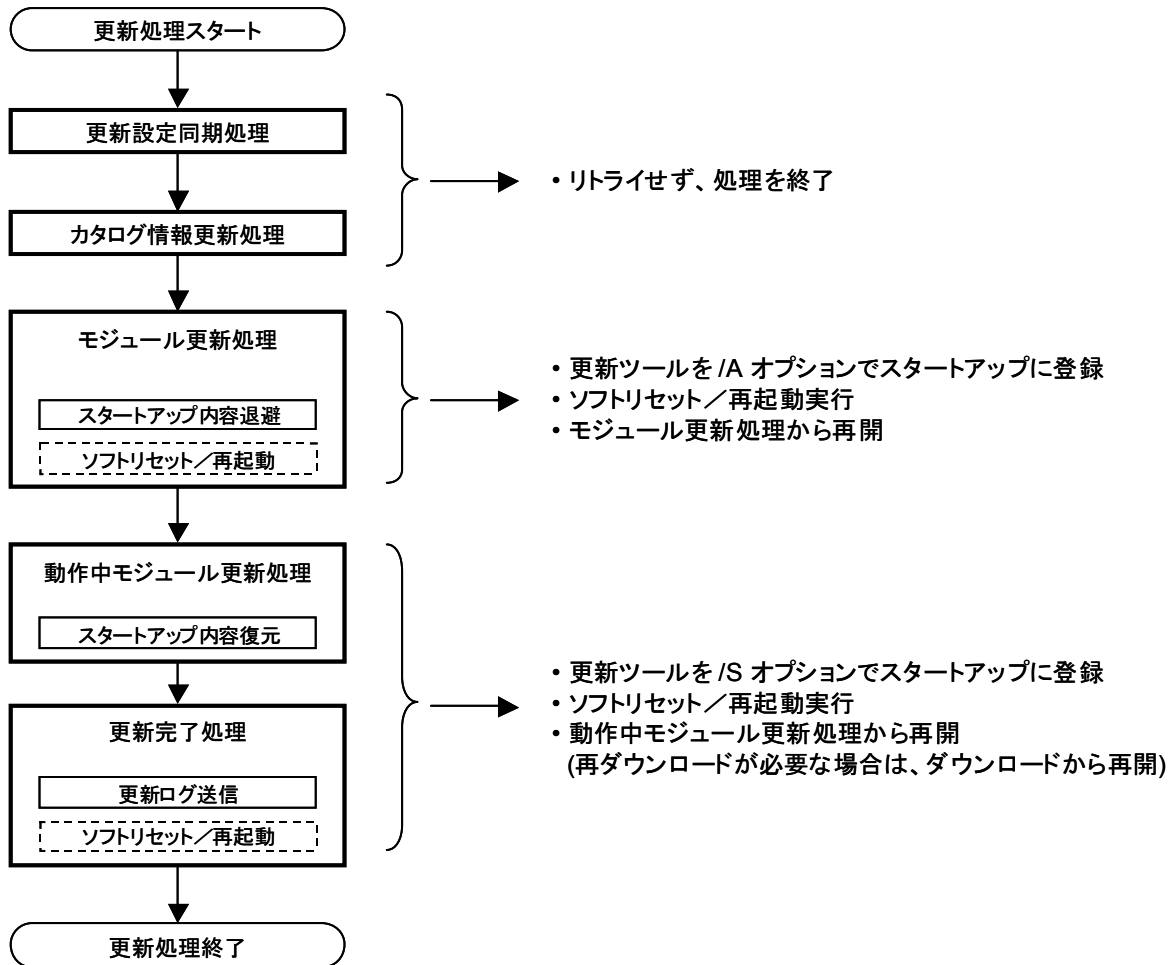 更新処理スタート
更新設定同期処理
カタログ情報更新処理
・リトライせず、処理を終了
モジュール更新処理
スタートアップ内容退避
ソフトリセット／再起動
・更新ツールを /A オプションでスタートアップに登録
・ソフトリセット／再起動実行
・モジュール更新処理から再開
動作中モジュール更新処理
スタートアップ内容復元
更新完了処理
更新ログ送信
ソフトリセット／再起動
・更新ツールを /S オプションでスタートアップに登録
・ソフトリセット／再起動実行
・動作中モジュール更新処理から再開
(再ダウンロードが必要な場合は、ダウンロードから再開)
更新処理終了